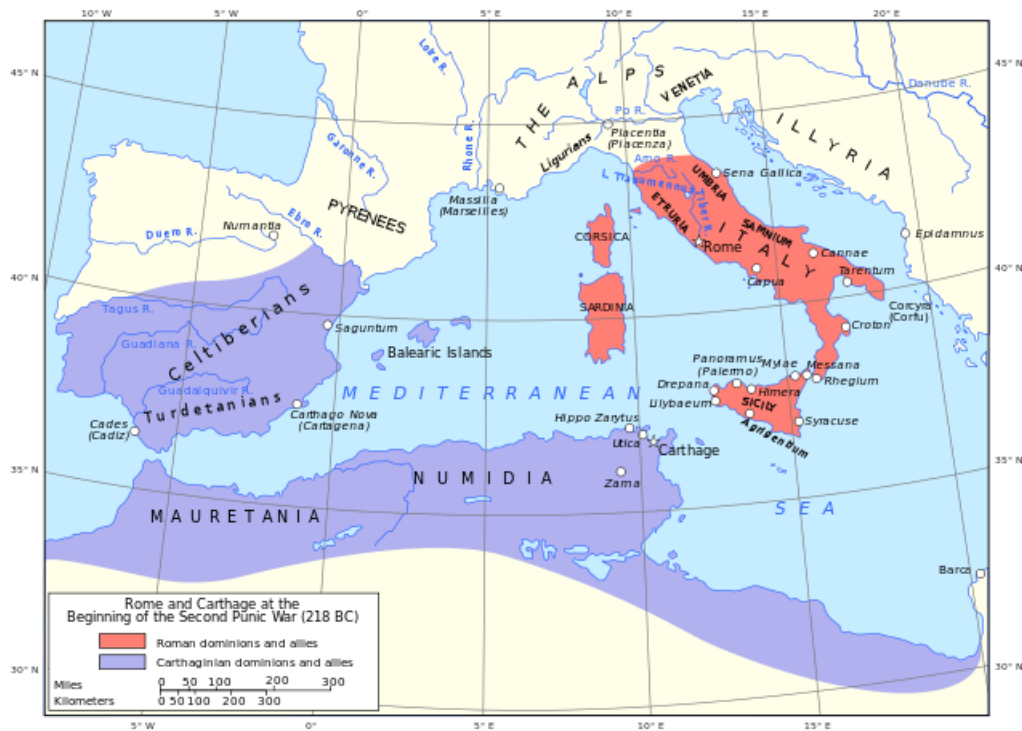 10° W
5° W
0°
5° E
10° E
15° E
20° E
45° N
45° N
Loire R.
THE ALPS
VENETIA
Danube R.
Po R.
Placentia
(Piacenza)
ILLYRIA
Rhone R.
Garonne R.
Ligurians
Arno R.
Sena Gallica
UMBRIA
L. Trasumennus
Tiber R.
Massilia
(Marseilles)
PYRENEES
ETRURIA
Numantia
Ebro R.
Duero R.
CORSICA
SAMNIUM
ITALY
Rome
Epidamnus
Cannae
40° N
40° N
Capua
Tarentum
Celtiberians
Tagus R.
SARDINIA
Corcyra
(Corfu)
Saguntum
Croton
Guadiana R.
Balearic Islands
Panoramus
(Palermo)
Mylae
Messana
MEDITERRANEAN
Guadalquivir R.
Drepana
Himera
Rhegium
Turdetanians
Lilybaeum
SICILY
Carthago Nova
(Cartagena)
Hippo Zarytus
Syracuse
Cades
(Cadiz)
Utica
Carthage
Agrigentum
35° N
35° N
NUMIDIA
Zama
MAURETANIA
SEA
Barca
Rome and Carthage at the
Beginning of the Second Punic War (218 BC)
Roman dominions and allies
Carthaginian dominions and allies
Miles
0 50 100 200 300
Kilometers
0 50 100 200 300
30° N
30° N
5° W
0°
5° E
10° E
15° E